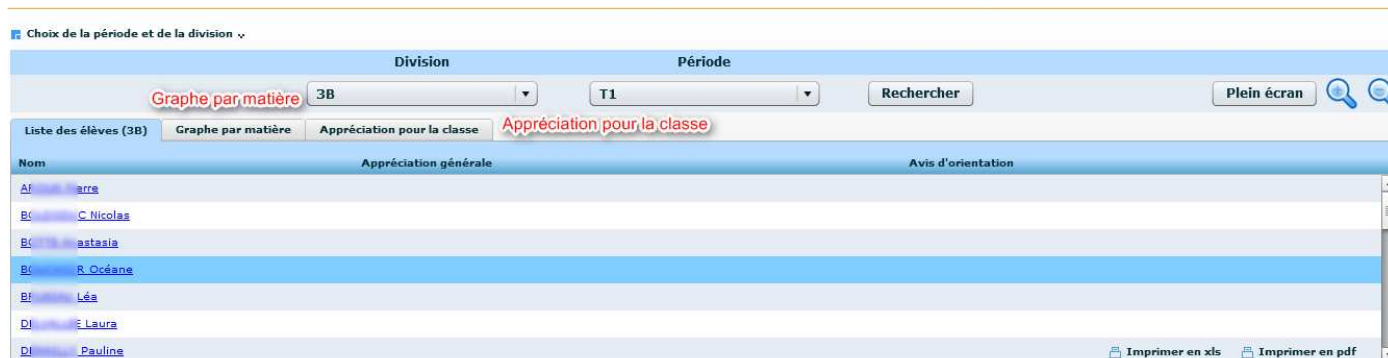 Choix de la période et de la division
Division Période
Graphe par matière 3B T1 Rechercher Plein écran
Liste des élèves (3B) Graphe par matière Appréciation pour la classe Appréciation pour la classe
Nom Appréciation générale Avis d'orientation
Nicolas
Océane
Léa
Laura
Pauline Imprimer en xls Imprimer en pdf